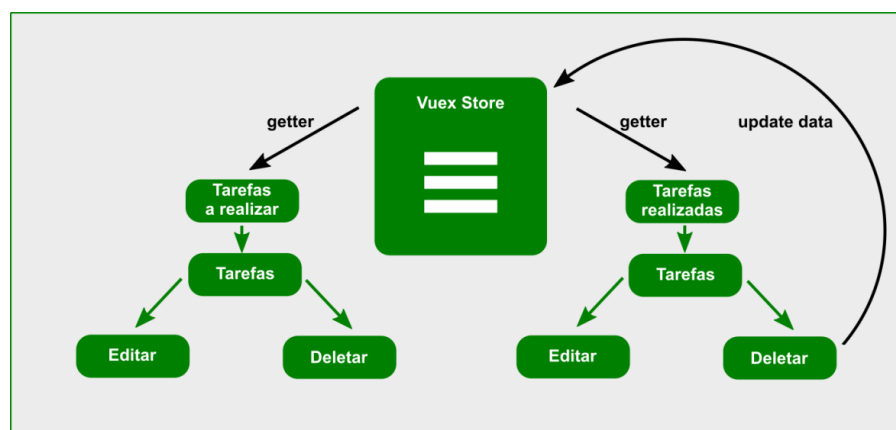 Vuex Store
getter
getter
update data
Tarefas
a realizar
Tarefas
realizadas
Tarefas
Tarefas
Editar
Deletar
Editar
Deletar